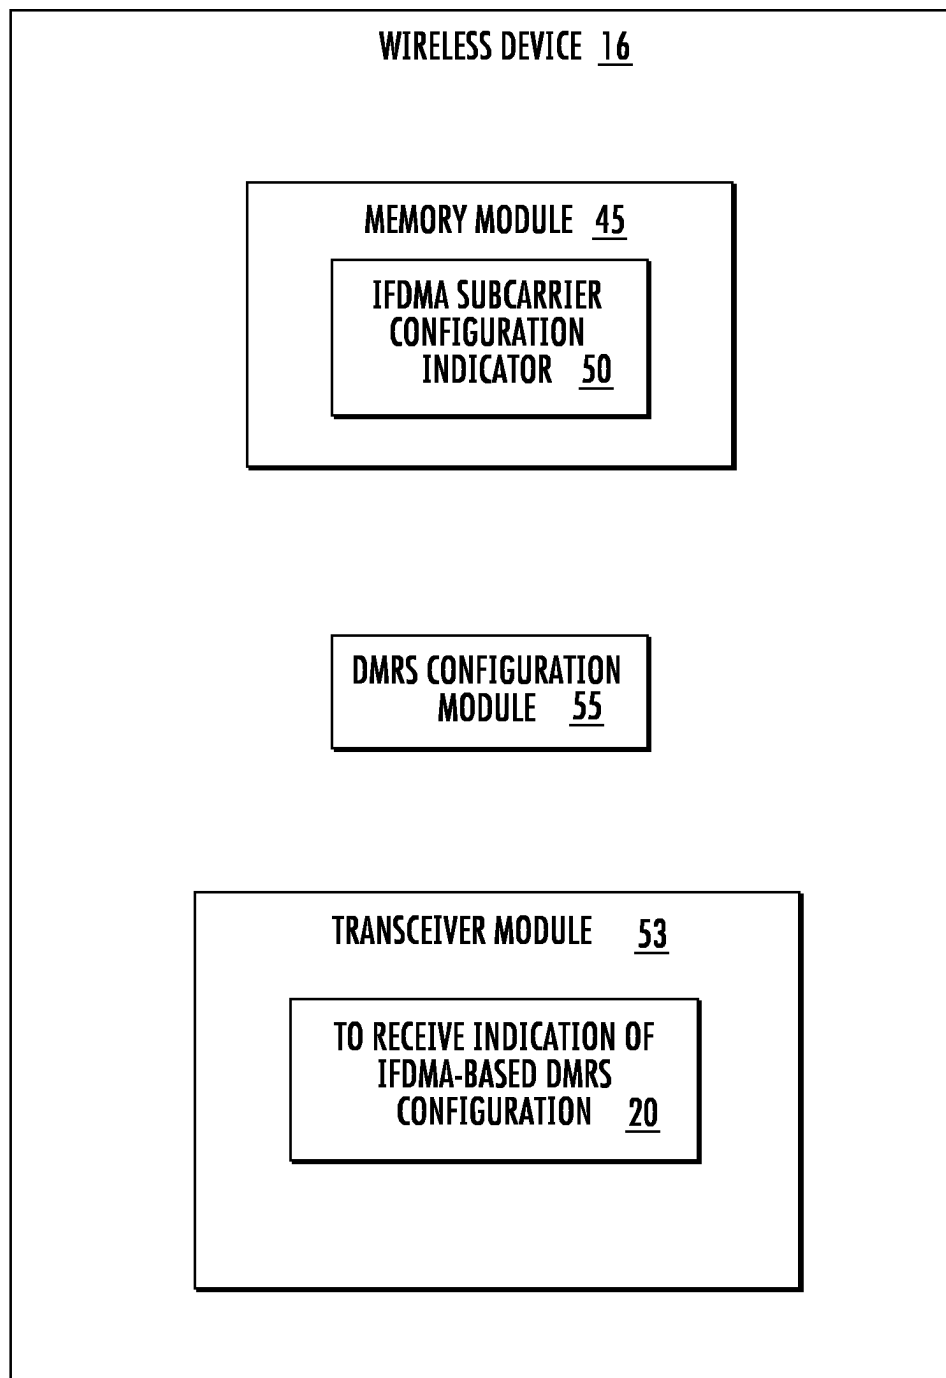 WIRELESS DEVICE 16
MEMORY MODULE 45
IFDMA SUBCARRIER
CONFIGURATION
INDICATOR 50
DMRS CONFIGURATION
MODULE 55
TRANSCEIVER MODULE 53
TO RECEIVE INDICATION OF
IFDMA-BASED DMRS
CONFIGURATION 20